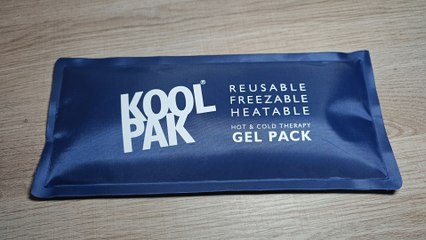 KOOL®
PAK
REUSABLE
FREEZABLE
HEATABLE
HOT & COLD THERAPY
GEL PACK